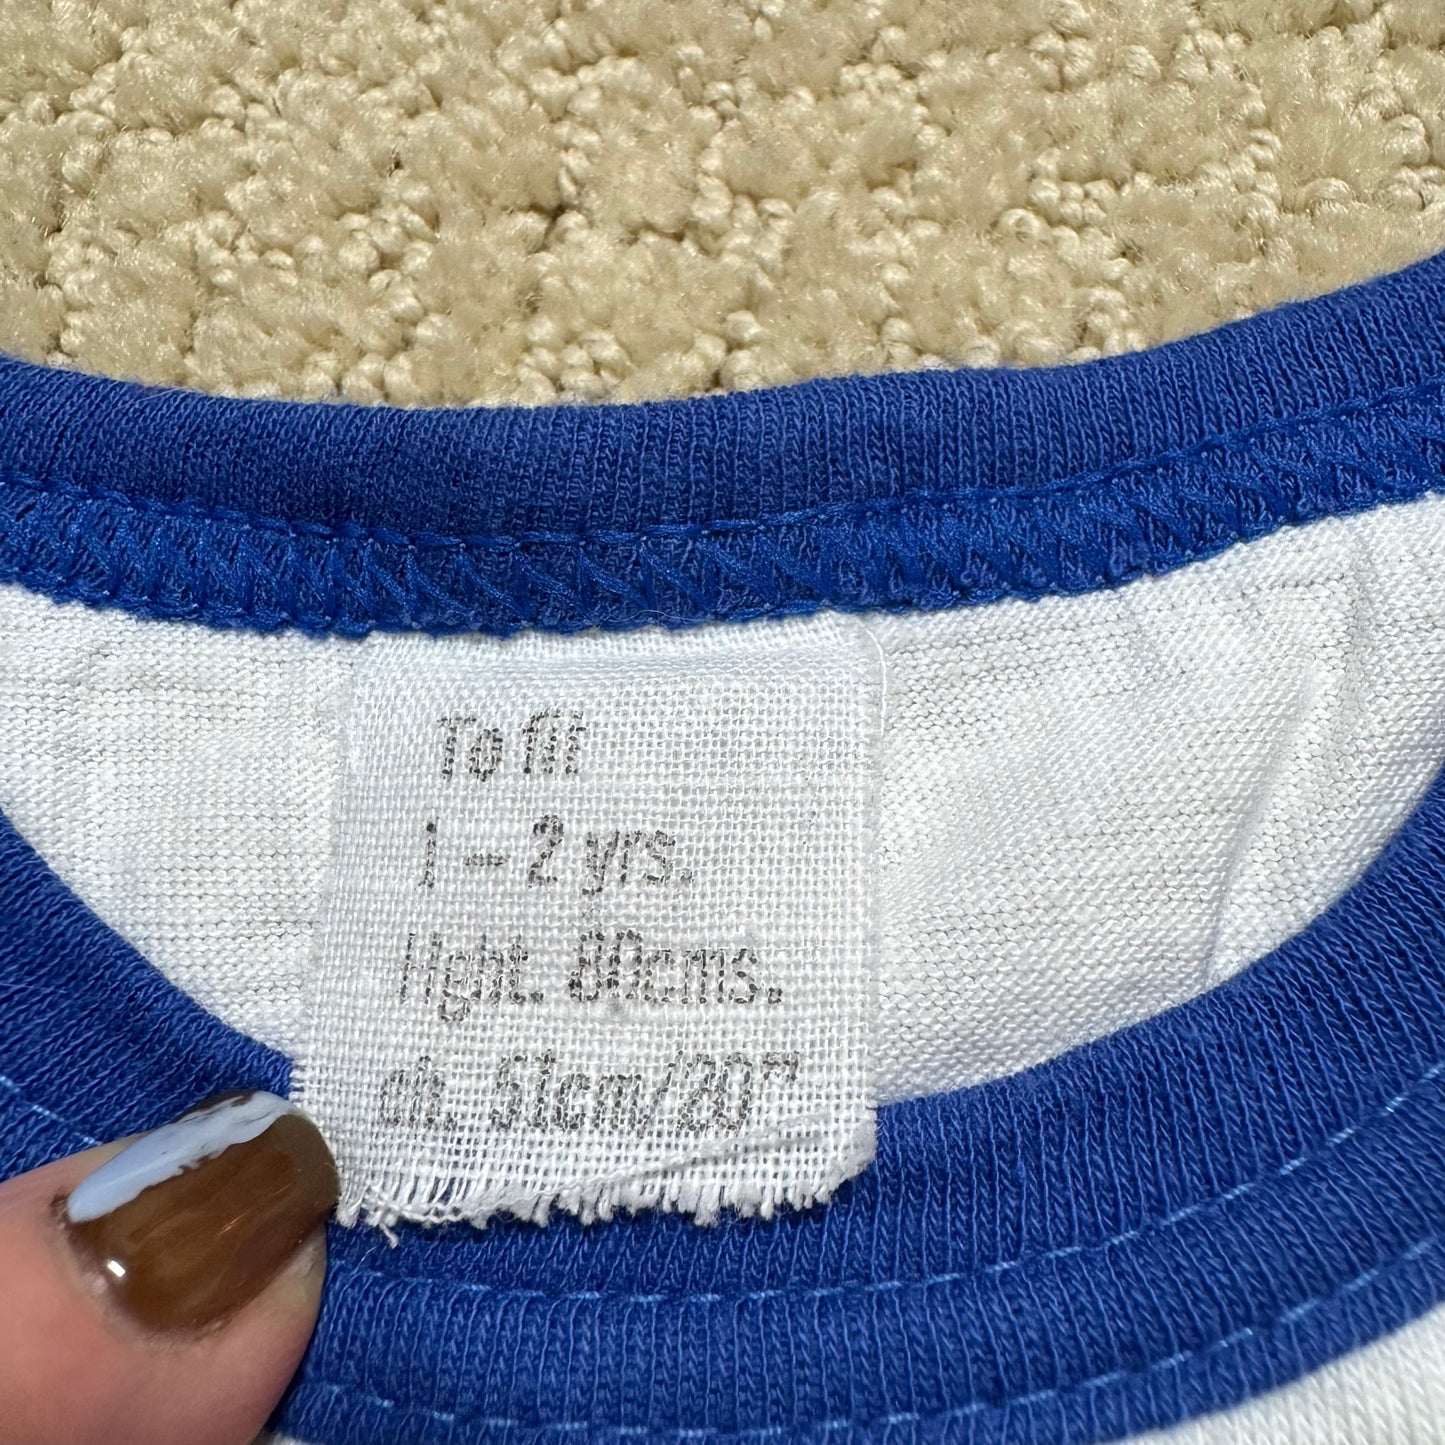 To fit
1 - 2 yrs.
Hght. 80cms.
ch. 51cm/20"